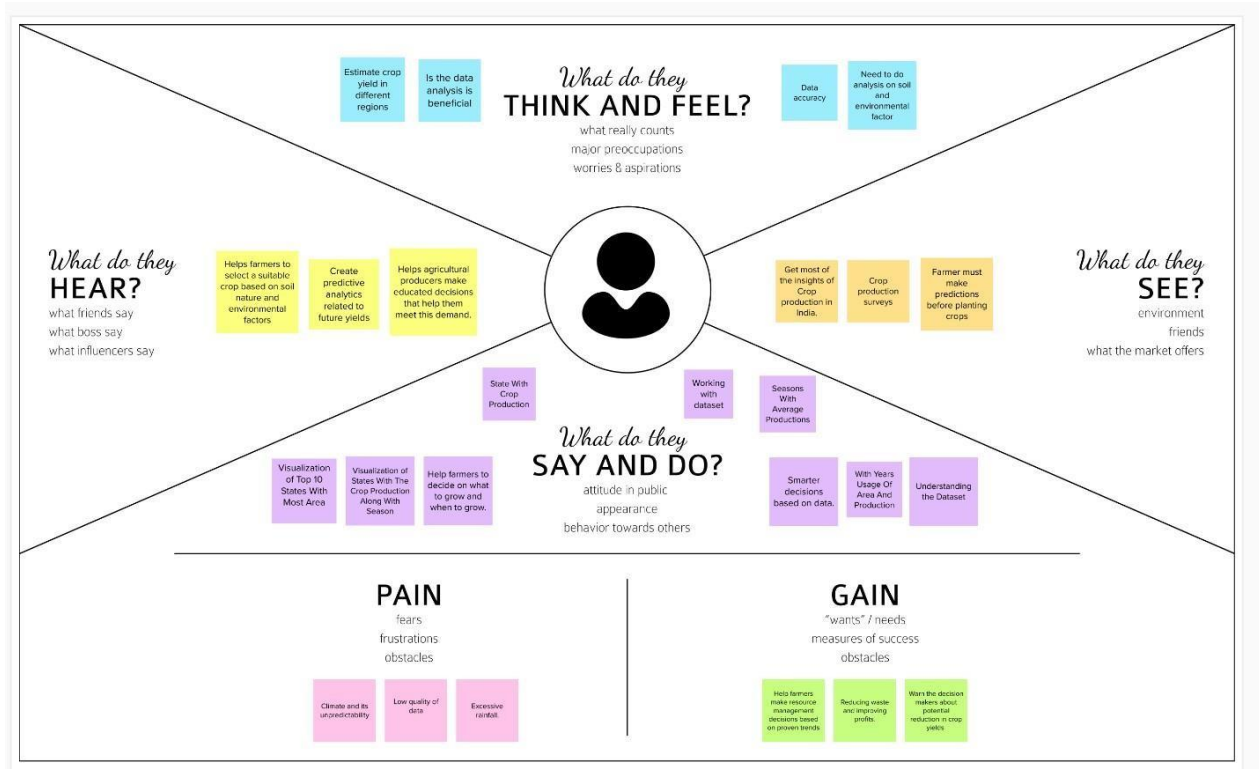 Estimate crop
yield in
different
regions
Is the data
analysis is
beneficial
What do they
THINK AND FEEL?
what really counts
major preoccupations
worries & aspirations
Data
accuracy
Need to do
analysis on soil
and
environmental
factor
What do they
HEAR?
what friends say
what boss say
what influencers say
Helps farmers to
select a suitable
crop based on soil
nature and
environmental
factors
Create
predictive
analytics
related to
future yields
Helps agricultural
producers make
educated decisions
that help them
meet this demand.
Get most of
the insights of
Crop
production in
India.
Crop
production
surveys
Farmer must
make
predictions
before planting
crops
What do they
SEE?
environment
friends
what the market offers
State With
Crop
Production
Working
with
dataset
Seasons
With
Average
Productions
What do they
SAY AND DO?
attitude in public
appearance
behavior towards others
Visualization
of Top 10
States With
Most Area
Visualization of
States With The
Crop Production
Along With
Season
Help farmers to
decide on what
to grow and
when to grow.
Smarter
decisions
based on data.
With Years
Usage Of
Area And
Production
Understanding
the Dataset
PAIN
fears
frustrations
obstacles
Climate and its
unpredictability
Low quality of
data
Excessive
rainfall.
GAIN
"wants" / needs
measures of success
obstacles
Help farmers
make resource
management
decisions based
on proven trends
Reducing waste
and improving
profits.
Warn the decision
makers about
potential
reduction in crop
yields